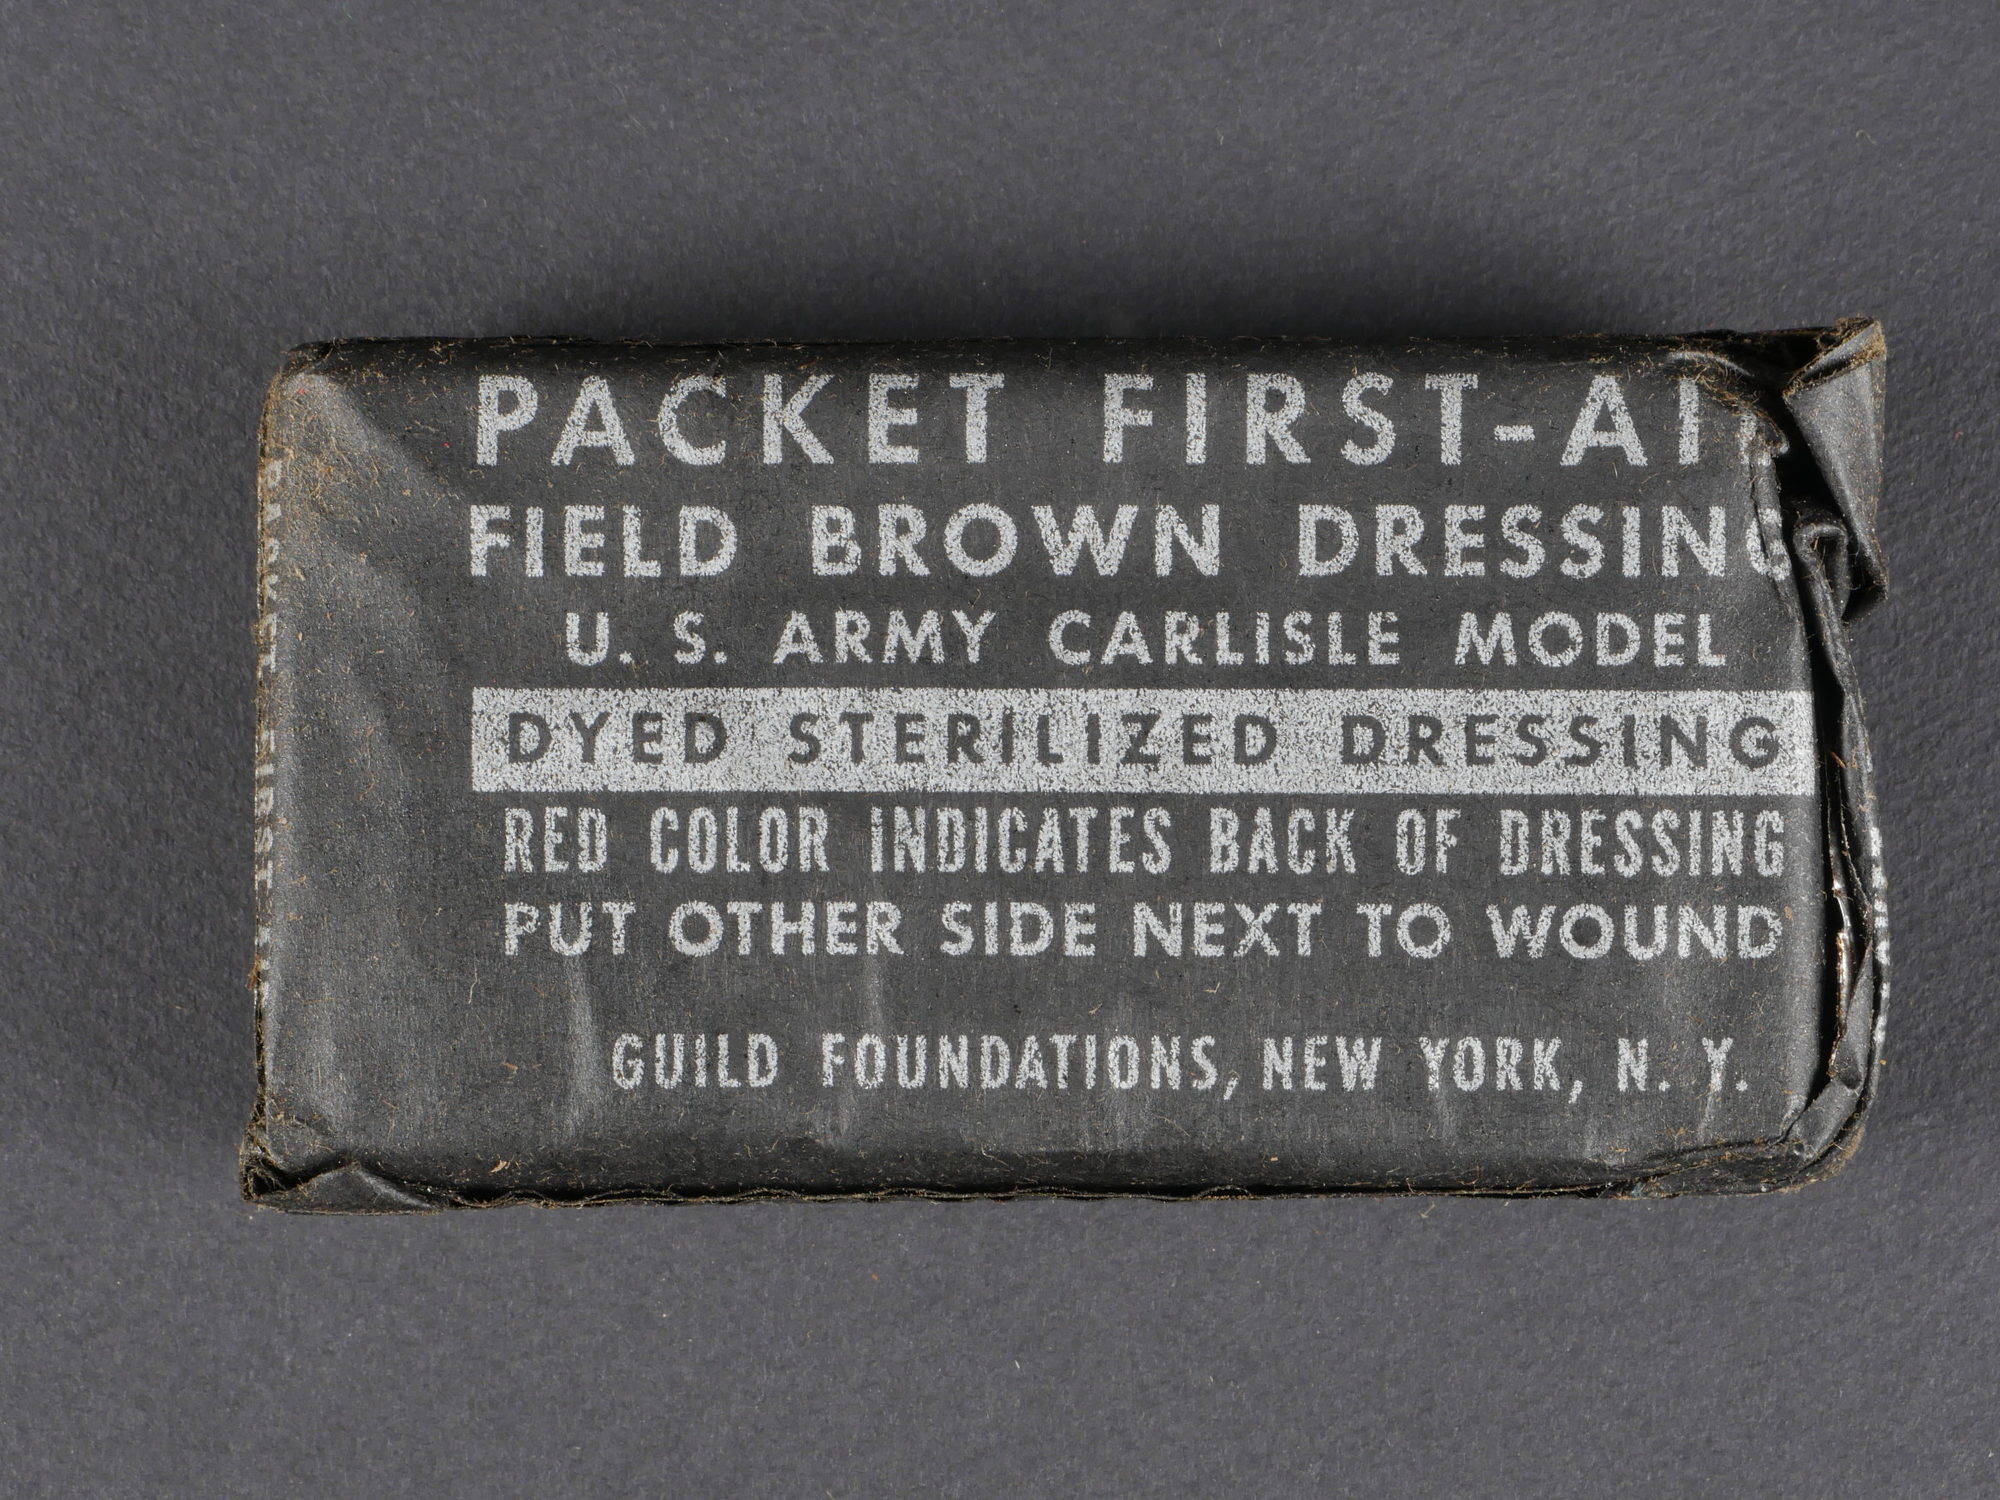 PACKET FIRST-AID
FIELD BROWN DRESSING
U. S. ARMY CARLISLE MODEL
DYED STERILIZED DRESSING
RED COLOR INDICATES BACK OF DRESSING
PUT OTHER SIDE NEXT TO WOUND
GUILD FOUNDATIONS, NEW YORK, N. Y.